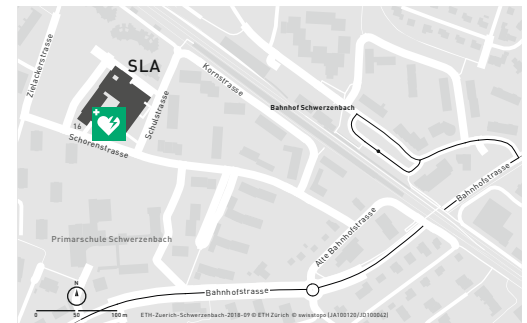 SLA
Zielackerstrasse
Kornstrasse
Schulstrasse
Bahnhof Schwerzenbach
16
Schorenstrasse
Bahnhofstrasse
Alte Bahnhofstrasse
Primarschule Schwerzenbach
Bahnhofstrasse
N
0 50 100 m
ETH-Zuerich-Schwerzenbach-2018-09 © ETH Zürich © swisstopo (JA100120/JD100042)